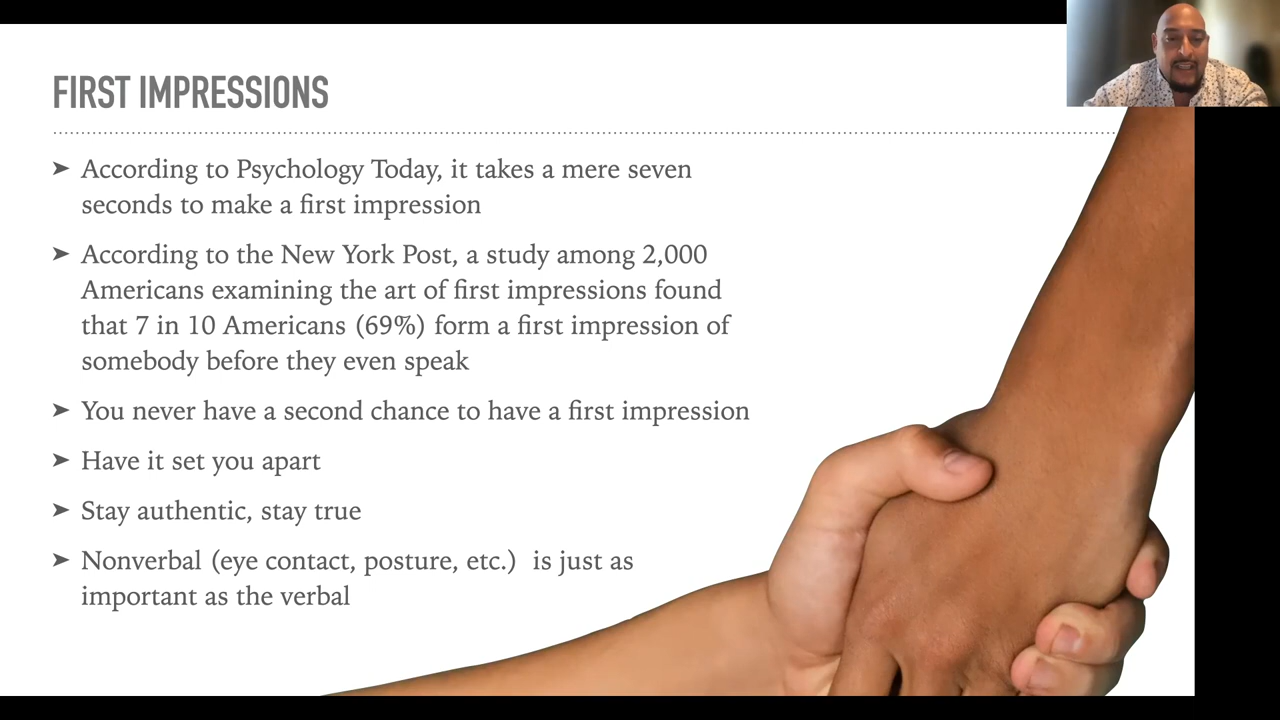 FIRST IMPRESSIONS
➤ According to Psychology Today, it takes a mere seven
seconds to make a first impression
➤ According to the New York Post, a study among 2,000
Americans examining the art of first impressions found
that 7 in 10 Americans (69%) form a first impression of
somebody before they even speak
➤ You never have a second chance to have a first impression
➤ Have it set you apart
➤ Stay authentic, stay true
➤ Nonverbal (eye contact, posture, etc.)  is just as
important as the verbal